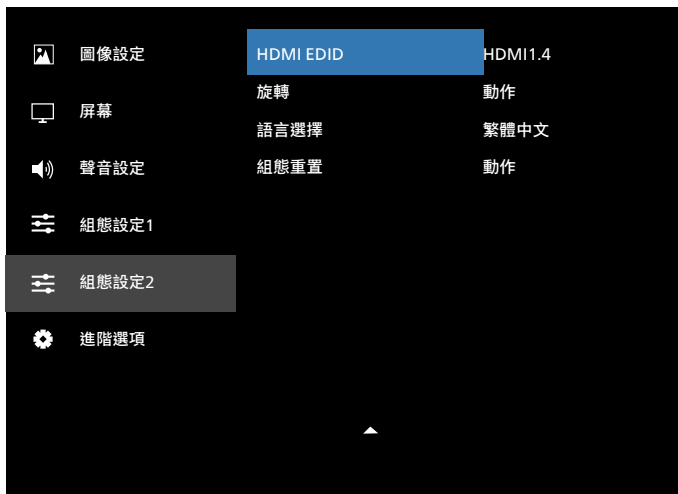 圖像設定
屏幕
聲音設定
組態設定1
組態設定2
進階選項
HDMI EDID HDMI1.4
旋轉 動作
語言選擇 繁體中文
組態重置 動作